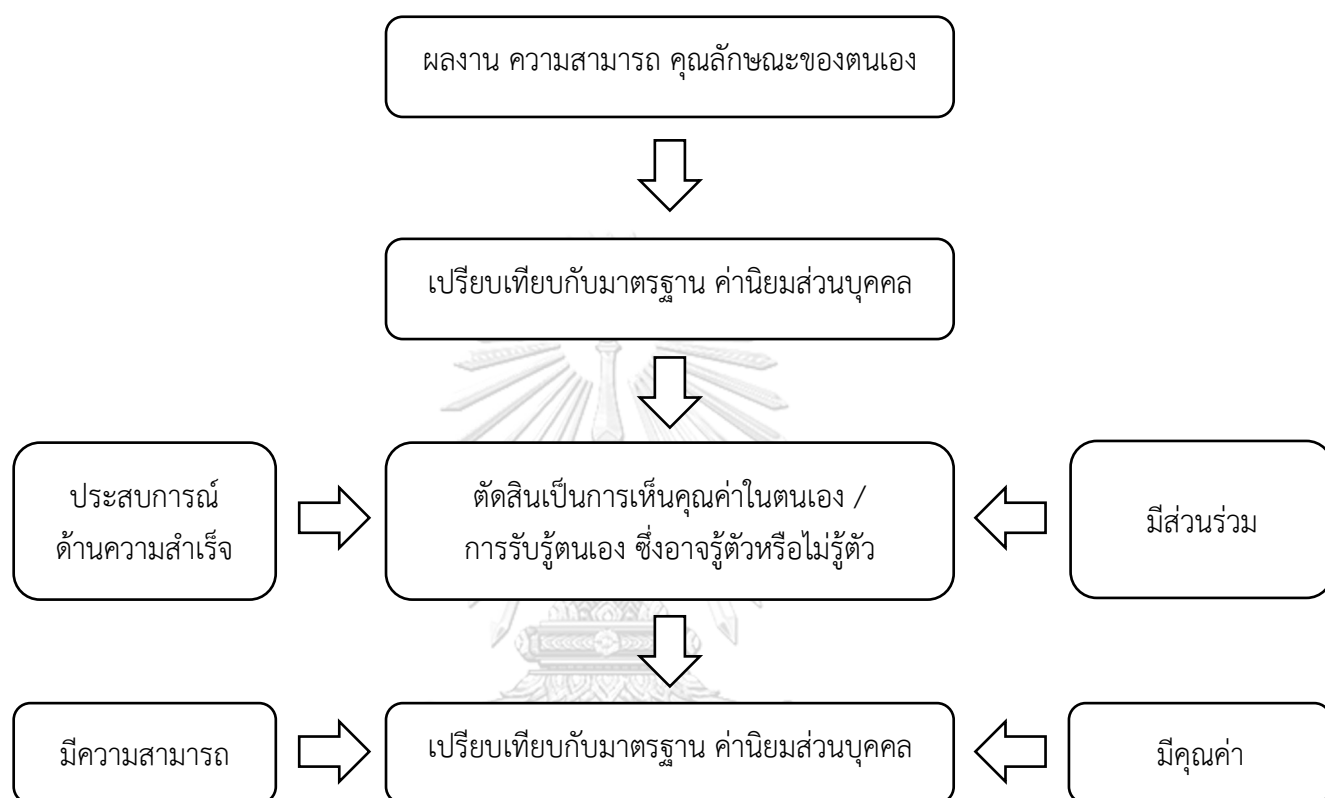 ผลงาน ความสามารถ คุณลักษณะของตนเอง
เปรียบเทียบกับมาตรฐาน ค่านิยมส่วนบุคคล
ประสบการณ์
ด้านความสำเร็จ
ตัดสินเป็นการเห็นคุณค่าในตนเอง /
การรับรู้ตนเอง ซึ่งอาจรู้ตัวหรือไม่รู้ตัว
มีส่วนร่วม
มีความสามารถ
เปรียบเทียบกับมาตรฐาน ค่านิยมส่วนบุคคล
มีคุณค่า